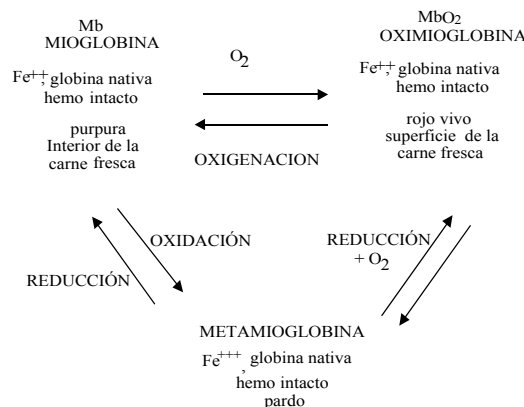 Mb
MIOGLOBINA
Fe++, globina nativa
hemo intacto
purpura
Interior de la
carne fresca
O2
OXIGENACION
MbO2
OXIMIOGLOBINA
Fe++, globina nativa
hemo intacto
rojo vivo
superficie de la
carne fresca
OXIDACIÓN
REDUCCIÓN
REDUCCIÓN
+ O2
METAMIOGLOBINA
Fe+++, globina nativa
hemo intacto
pardo